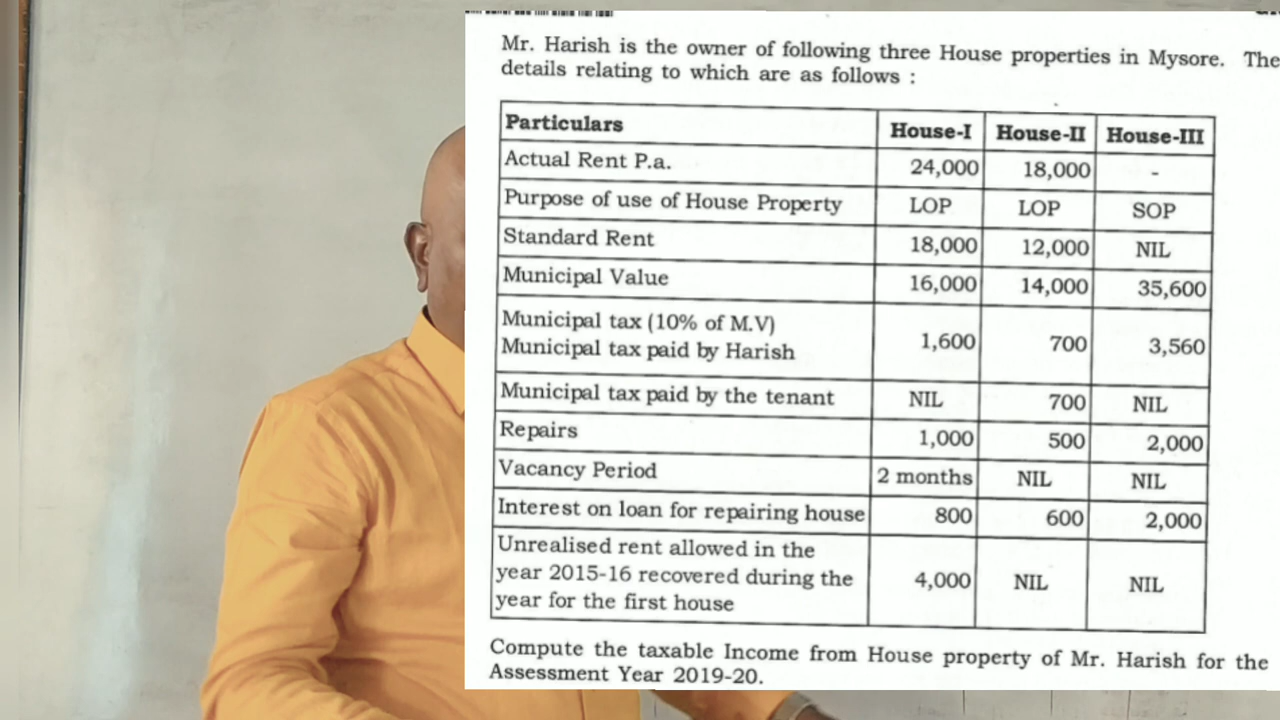 Mr. Harish is the owner of following three House properties in Mysore. The
details relating to which are as follows :
Particulars House-I House-II House-III
Actual Rent P.a. 24,000 18,000 -
Purpose of use of House Property LOP LOP SOP
Standard Rent 18,000 12,000 NIL
Municipal Value 16,000 14,000 35,600
Municipal tax (10% of M.V)
Municipal tax paid by Harish 1,600 700 3,560
Municipal tax paid by the tenant NIL 700 NIL
Repairs 1,000 500 2,000
Vacancy Period 2 months NIL NIL
Interest on loan for repairing house 800 600 2,000
Unrealised rent allowed in the
year 2015-16 recovered during the 4,000 NIL NIL
year for the first house
Compute the taxable Income from House property of Mr. Harish for the
Assessment Year 2019-20.